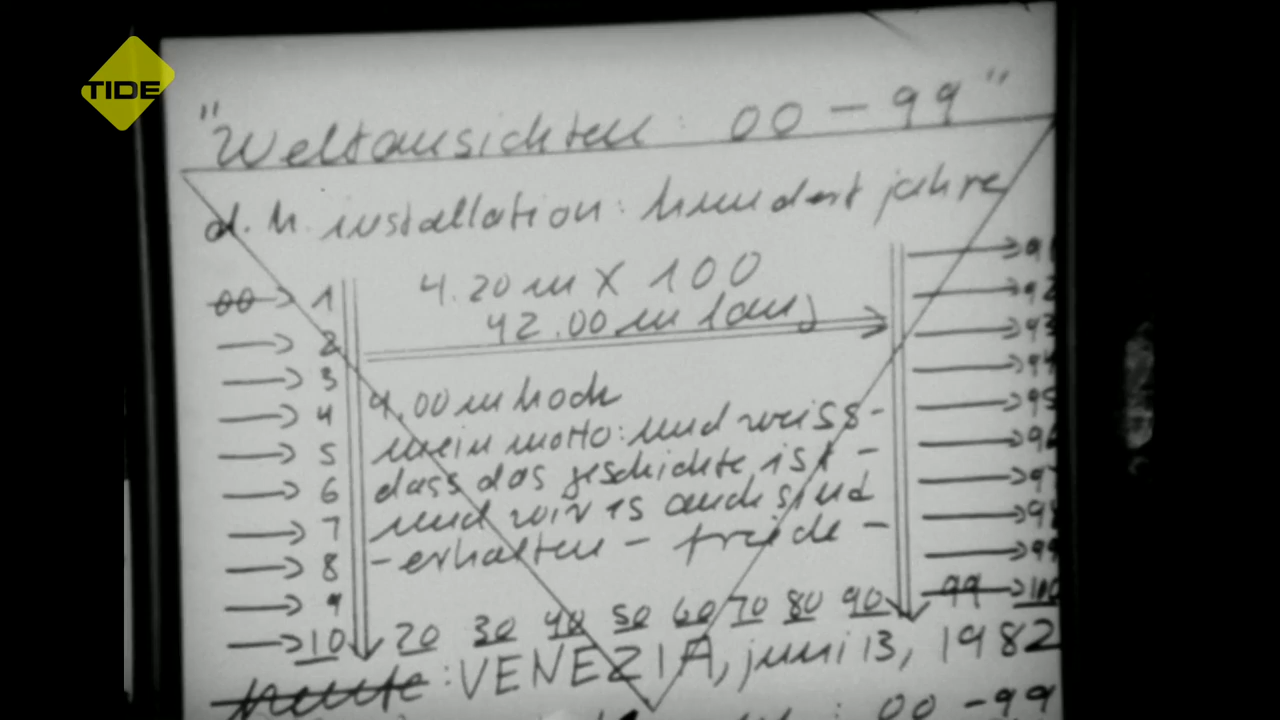 TIDE
"Weltansichten: 00-99"
d.h. installation: hundert jahre
4.20 m X 100
42.00 m lang
4.00 m hoch
mein motto: und weiss-
dass das geschichte ist-
und wir es auch sind
-erhalten - friede -
00 → 1
→ 2
→ 3
→ 4
→ 5
→ 6
→ 7
→ 8
→ 9
→ 10 20 30 40 50 60 70 80 90 99 → 100
→ 91
→ 92
→ 93
→ 94
→ 95
→ 96
→ 97
→ 98
→ 99
heute: VENEZIA, juni 13, 1982
00-99